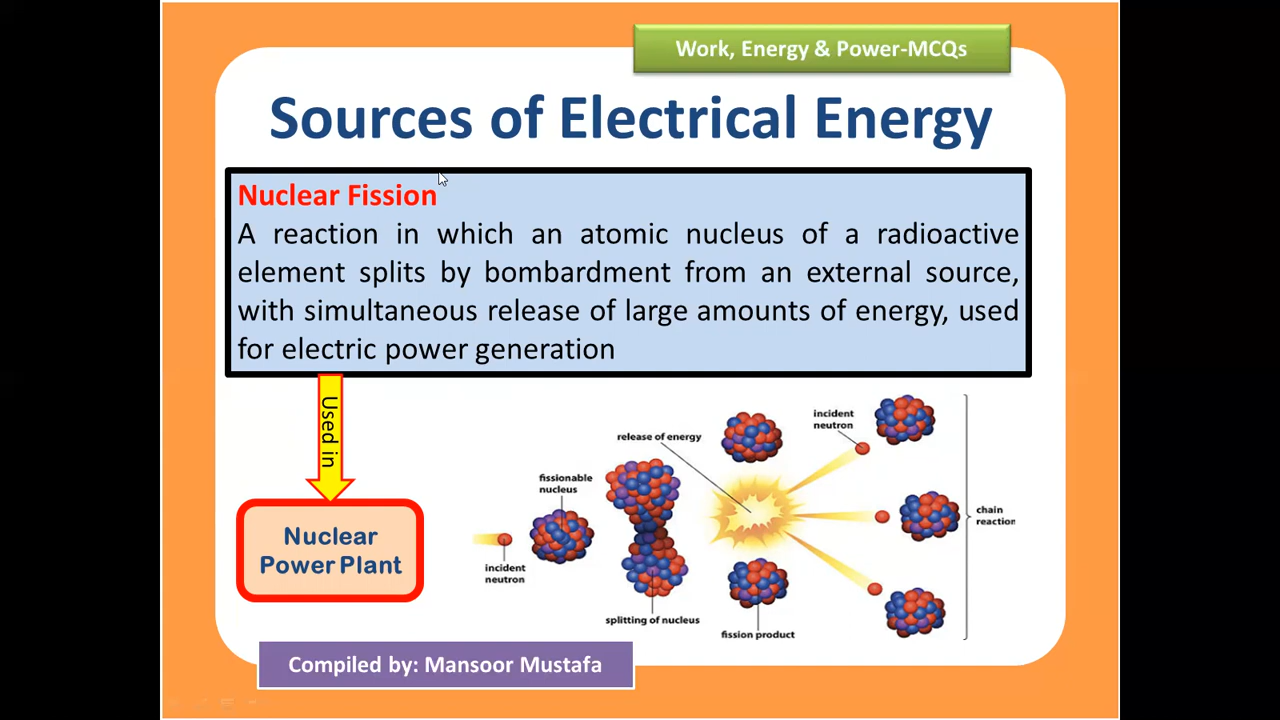 Work, Energy & Power-MCQs
Sources of Electrical Energy
Nuclear Fission
A reaction in which an atomic nucleus of a radioactive
element splits by bombardment from an external source,
with simultaneous release of large amounts of energy, used
for electric power generation
Used in
Nuclear
Power Plant
incident
neutron
fissionable
nucleus
release of energy
splitting of nucleus
fission product
incident
neutron
chain
reaction
Compiled by: Mansoor Mustafa